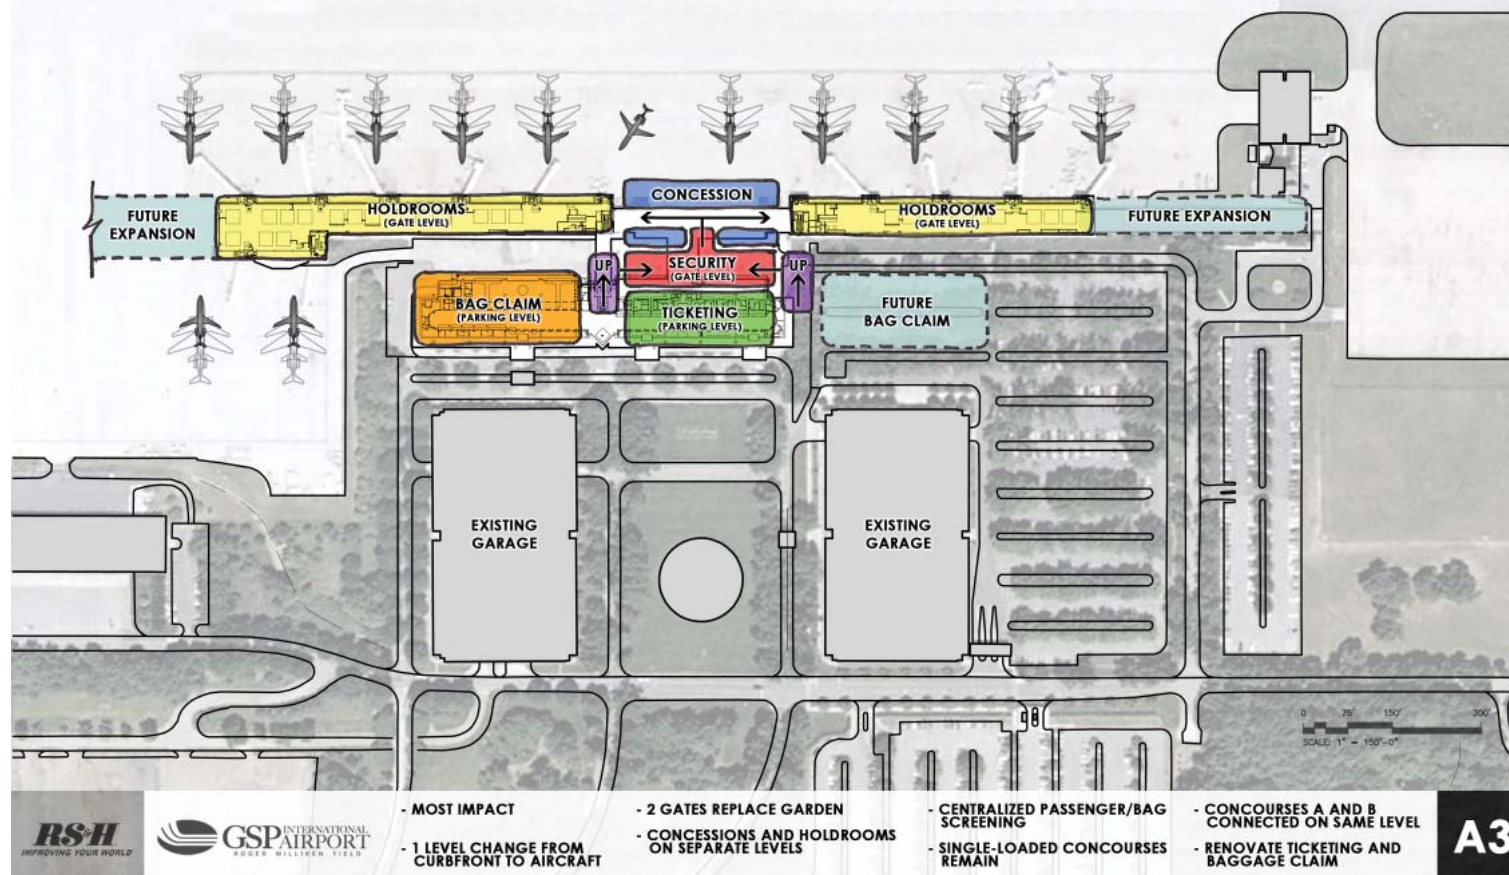 CONCESSION
HOLDROOMS
(GATE LEVEL)
HOLDROOMS
(GATE LEVEL)
FUTURE
EXPANSION
FUTURE EXPANSION
UP
SECURITY
(GATE LEVEL)
UP
BAG CLAIM
(PARKING LEVEL)
TICKETING
(PARKING LEVEL)
FUTURE
BAG CLAIM
EXISTING
GARAGE
EXISTING
GARAGE
0 75' 150' 300'
SCALE: 1" = 150'-0"
RS&H
IMPROVING YOUR WORLD
GSP INTERNATIONAL
AIRPORT
ROGER MILLIKEN FIELD
- MOST IMPACT
- 1 LEVEL CHANGE FROM
CURBFRONT TO AIRCRAFT
- 2 GATES REPLACE GARDEN
- CONCESSIONS AND HOLDROOMS
ON SEPARATE LEVELS
- CENTRALIZED PASSENGER/BAG
SCREENING
- SINGLE-LOADED CONCOURSES
REMAIN
- CONCOURSES A AND B
CONNECTED ON SAME LEVEL
- RENOVATE TICKETING AND
BAGGAGE CLAIM
A3